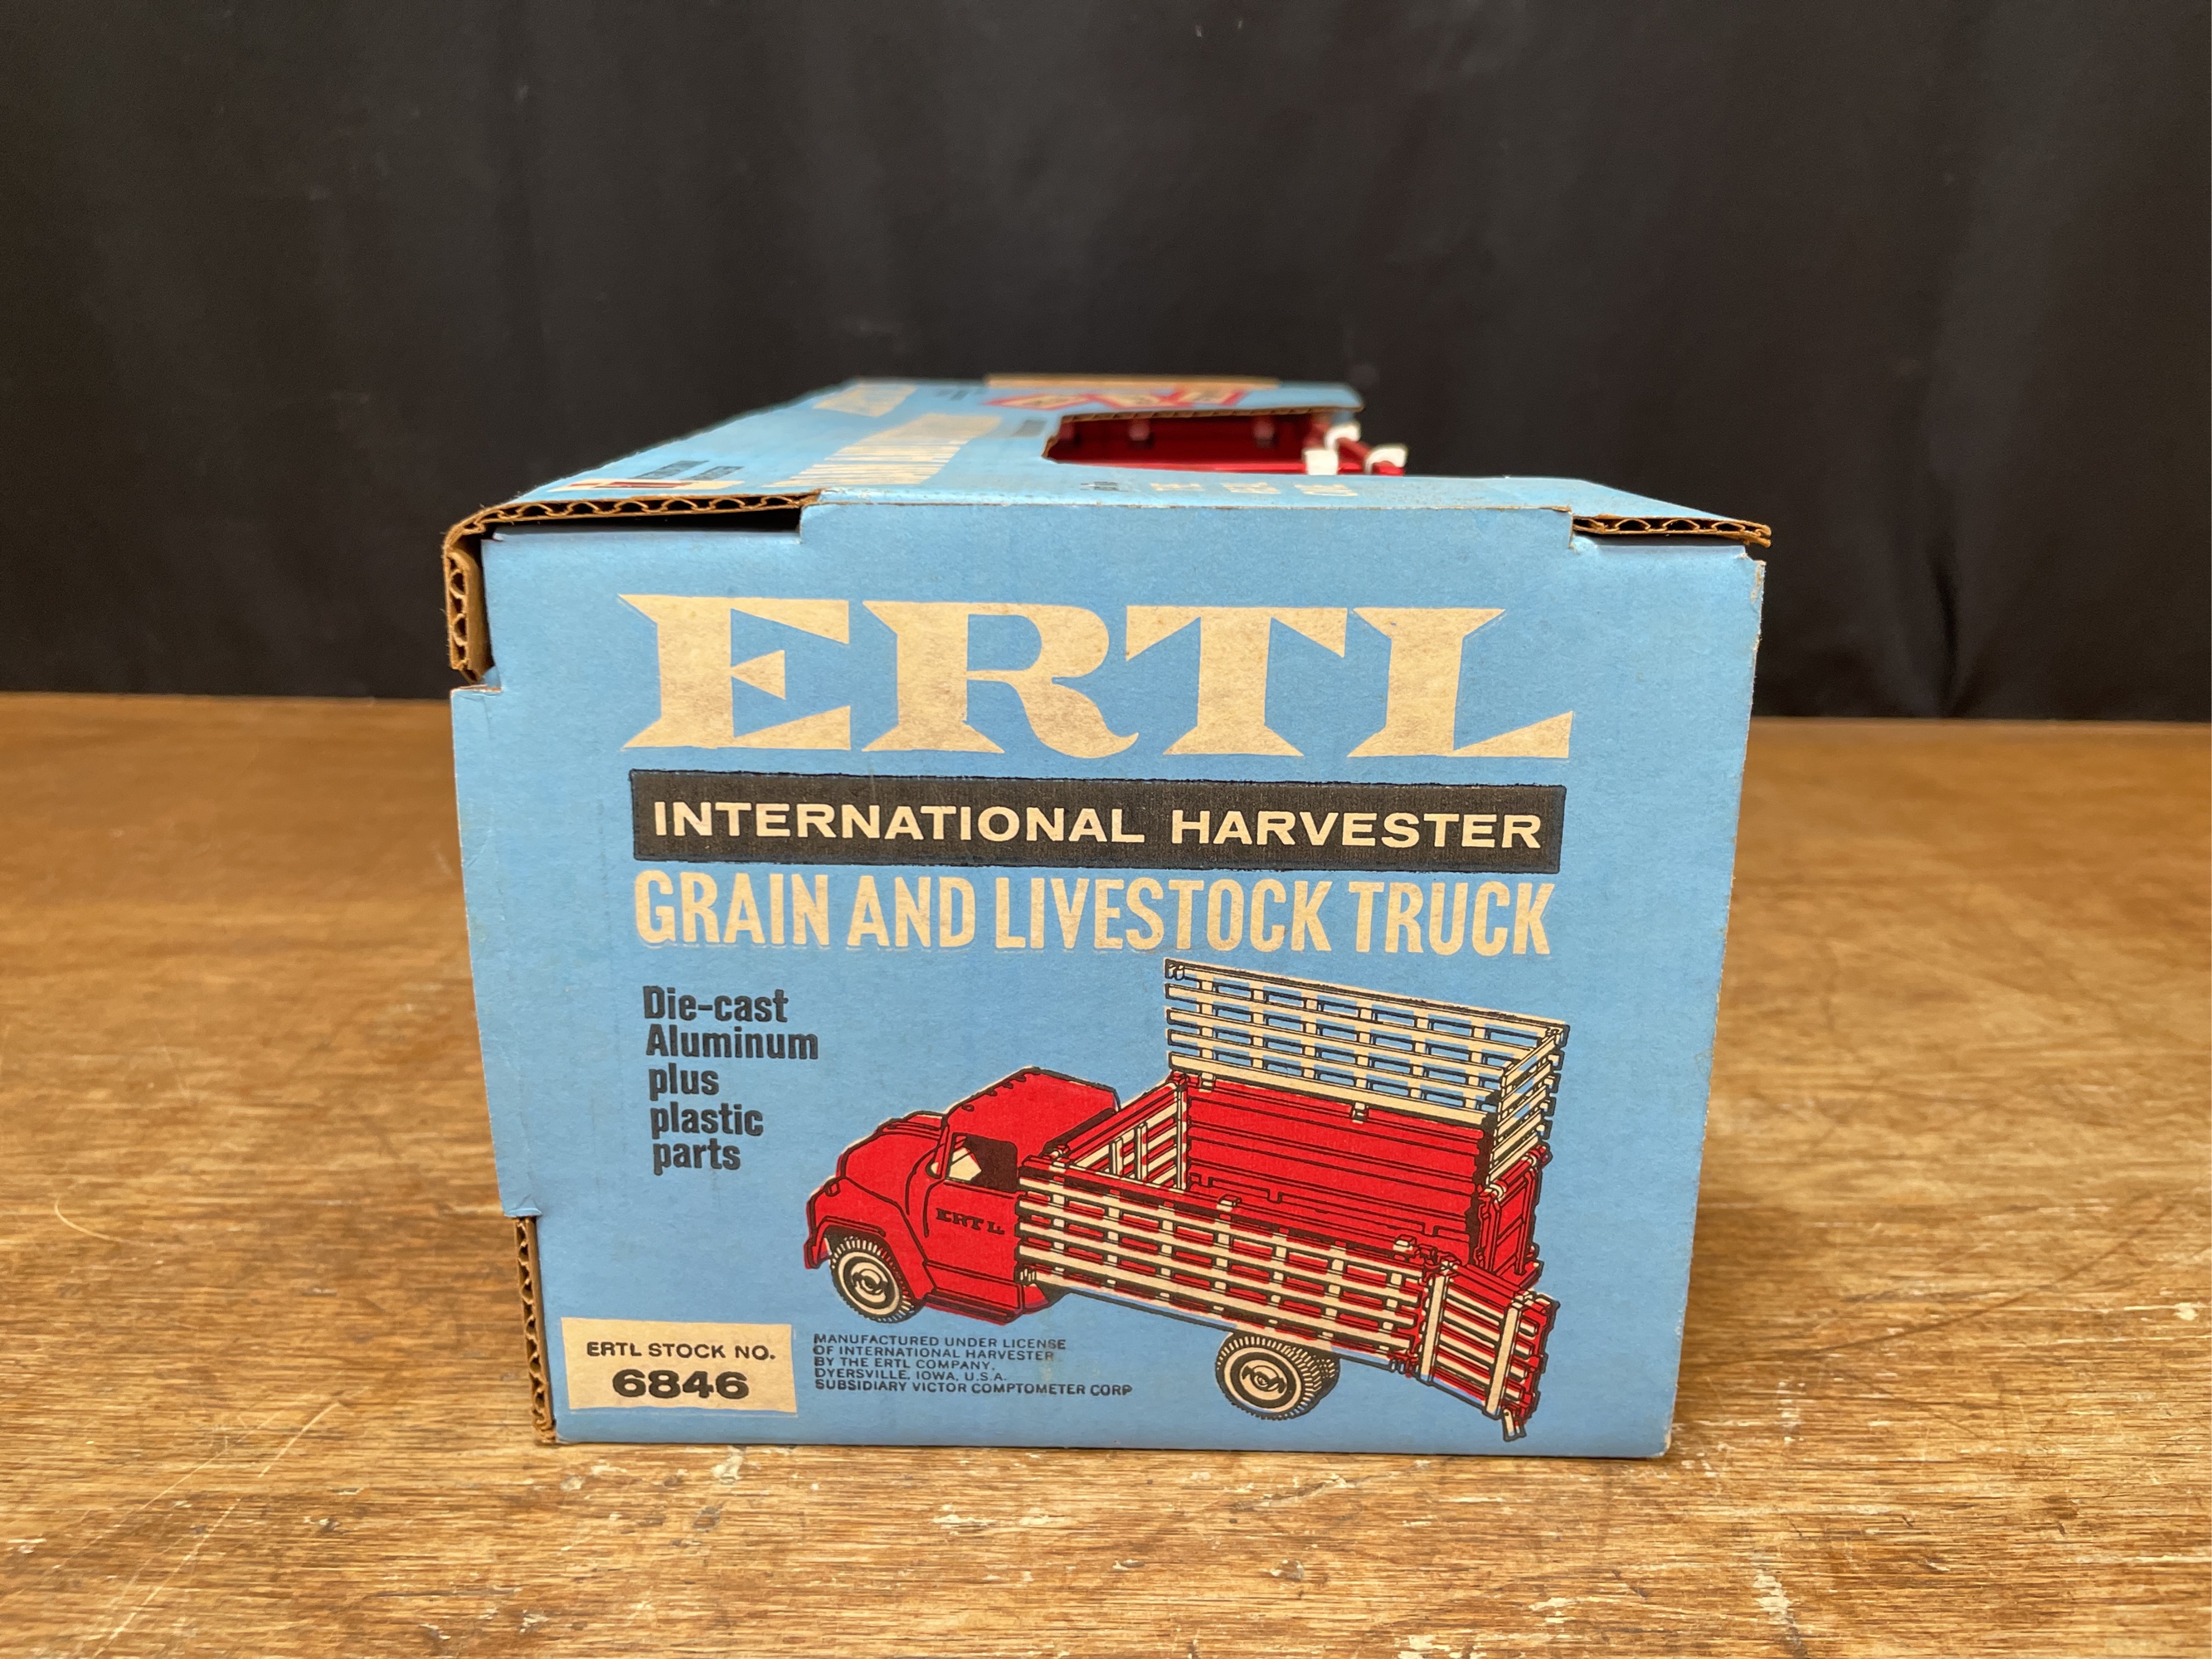 ERTL
INTERNATIONAL HARVESTER
GRAIN AND LIVESTOCK TRUCK
Die-cast
Aluminum
plus
plastic
parts
ERTL
ERTL STOCK NO.
6846
MANUFACTURED UNDER LICENSE
OF INTERNATIONAL HARVESTER
BY THE ERTL COMPANY.
DYERSVILLE, IOWA, U.S.A.
SUBSIDIARY VICTOR COMPTOMETER CORP